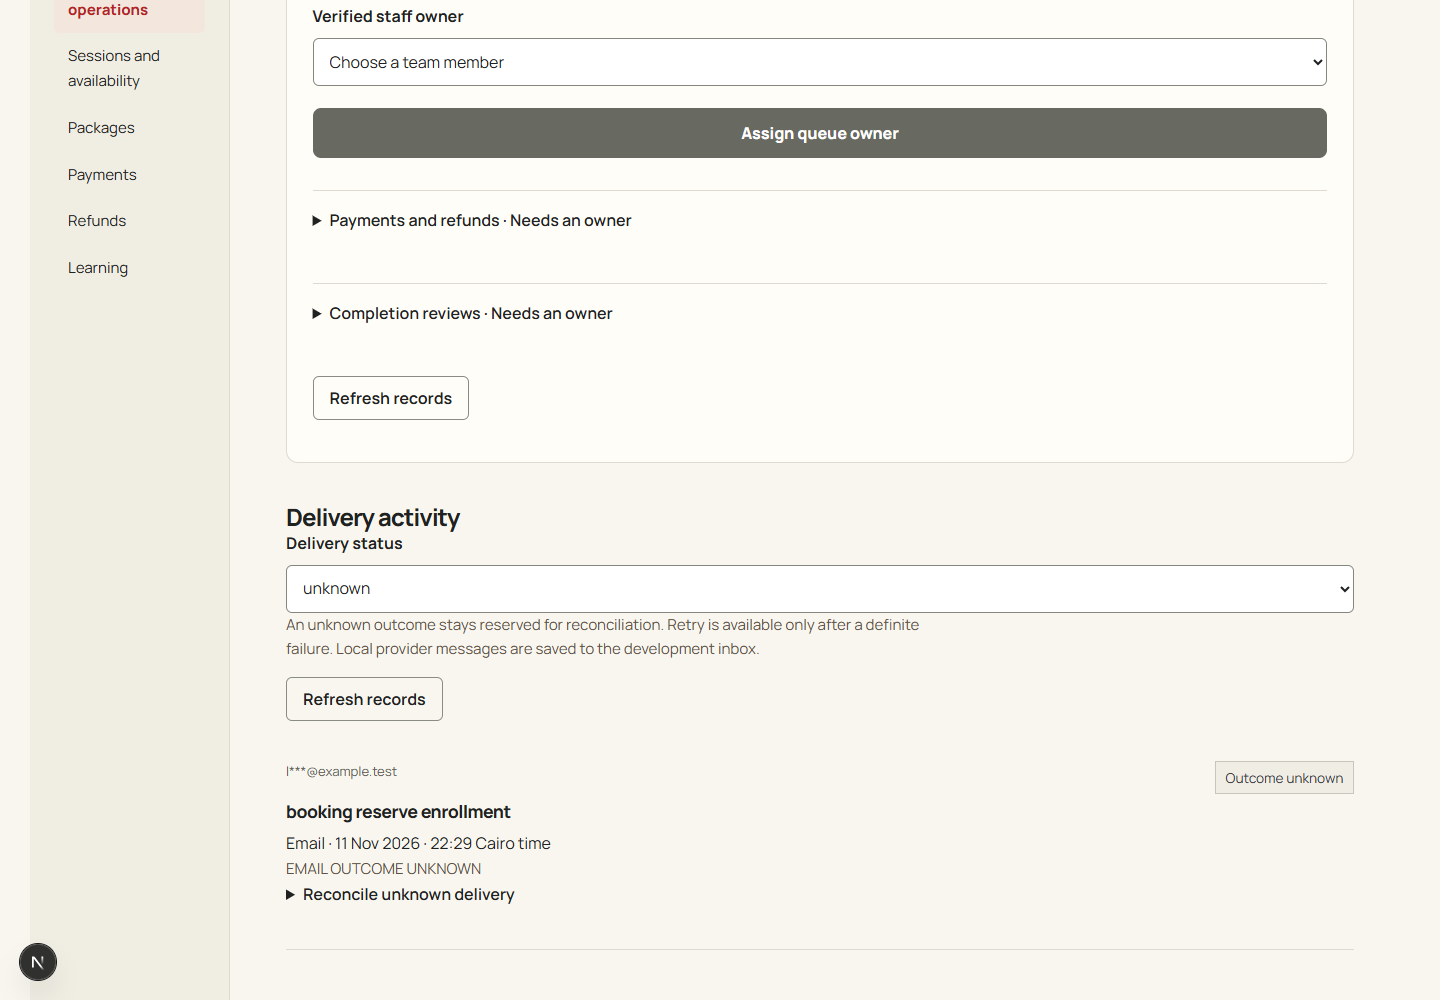 operations
Sessions and
availability
Packages
Payments
Refunds
Learning
Verified staff owner
Choose a team member
Assign queue owner
Payments and refunds · Needs an owner
Completion reviews · Needs an owner
Refresh records
Delivery activity
Delivery status
unknown
An unknown outcome stays reserved for reconciliation. Retry is available only after a definite
failure. Local provider messages are saved to the development inbox.
Refresh records
l***@example.test
Outcome unknown
booking reserve enrollment
Email · 11 Nov 2026 · 22:29 Cairo time
EMAIL OUTCOME UNKNOWN
Reconcile unknown delivery
N